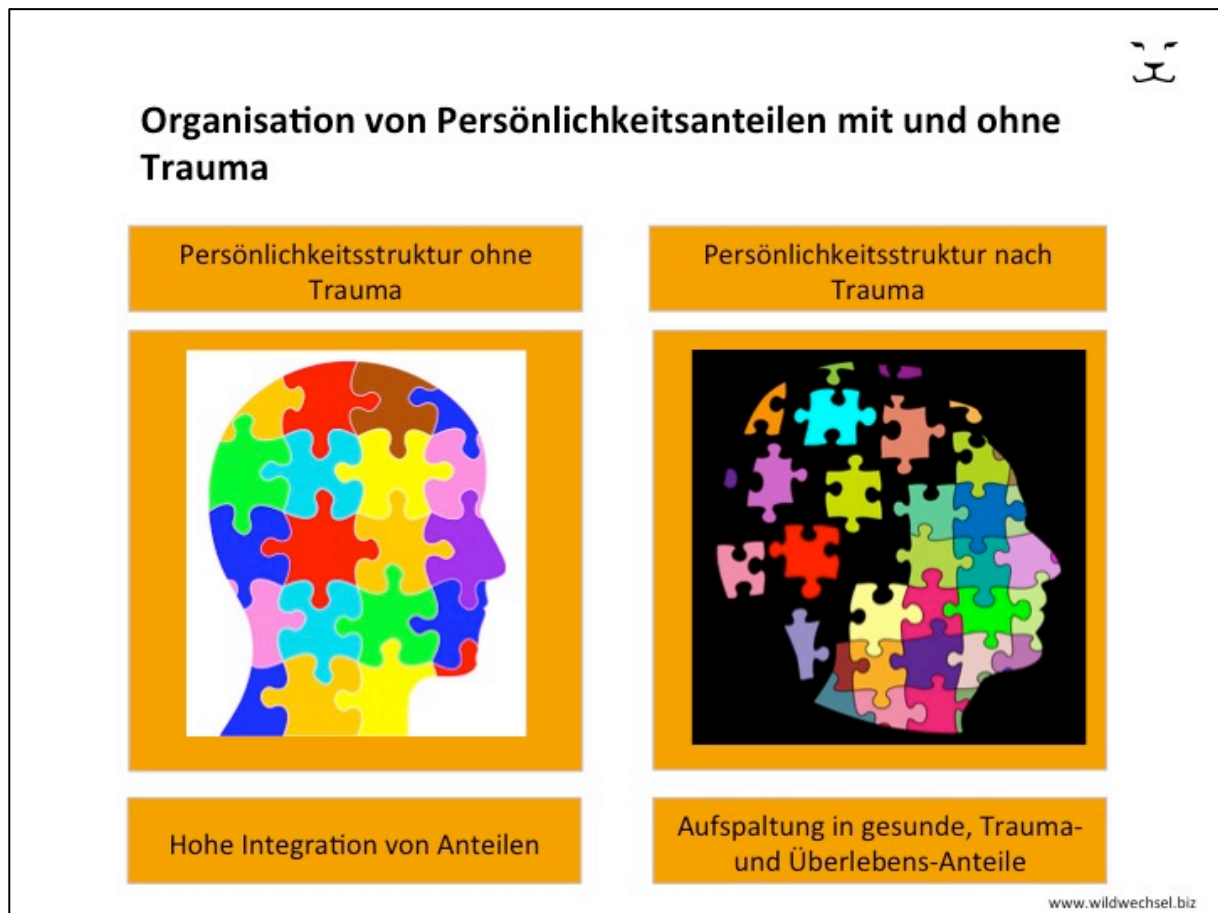 Organisation von Persönlichkeitsanteilen mit und ohne
Trauma
Persönlichkeitsstruktur ohne
Trauma
Persönlichkeitsstruktur nach
Trauma
Hohe Integration von Anteilen
Aufspaltung in gesunde, Trauma-
und Überlebens-Anteile
www.wildwechsel.biz